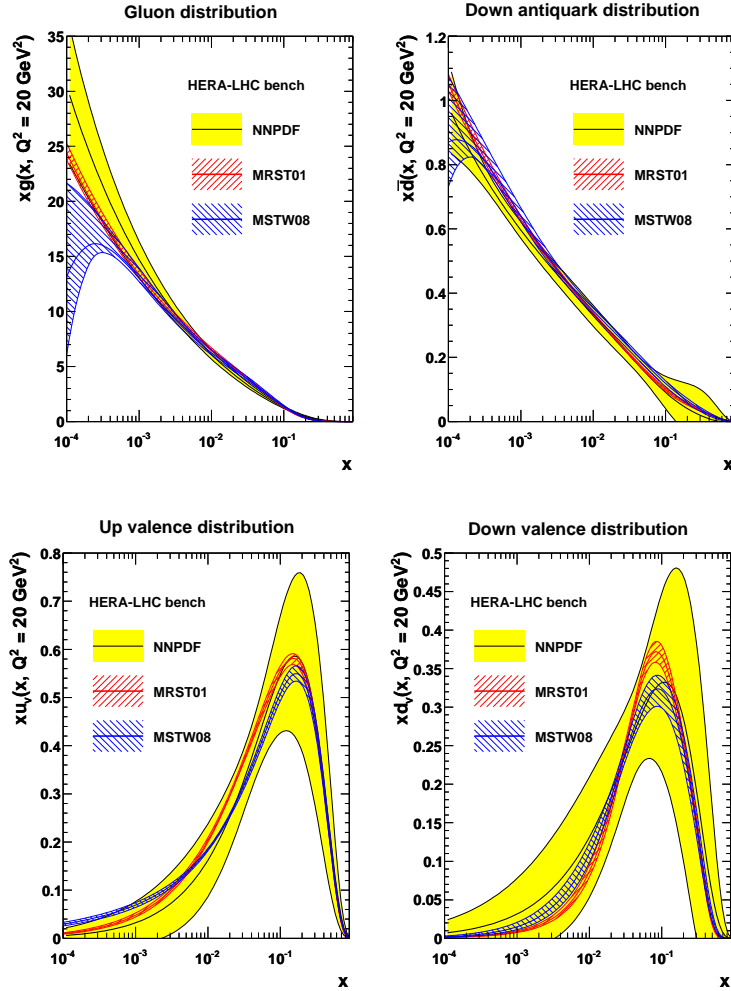 Gluon distribution
xg(x, Q² = 20 GeV²)
35
30
25
20
15
10
5
0
HERA-LHC bench
NNPDF
MRST01
MSTW08
10⁻⁴ 10⁻³ 10⁻² 10⁻¹
x
Down antiquark distribution
xd̅(x, Q² = 20 GeV²)
1.2
1
0.8
0.6
0.4
0.2
0
HERA-LHC bench
NNPDF
MRST01
MSTW08
10⁻⁴ 10⁻³ 10⁻² 10⁻¹
x
Up valence distribution
xuᵥ(x, Q² = 20 GeV²)
0.8
0.7
0.6
0.5
0.4
0.3
0.2
0.1
0
HERA-LHC bench
NNPDF
MRST01
MSTW08
10⁻⁴ 10⁻³ 10⁻² 10⁻¹
x
Down valence distribution
xdᵥ(x, Q² = 20 GeV²)
0.5
0.45
0.4
0.35
0.3
0.25
0.2
0.15
0.1
0.05
0
HERA-LHC bench
NNPDF
MRST01
MSTW08
10⁻⁴ 10⁻³ 10⁻² 10⁻¹
x